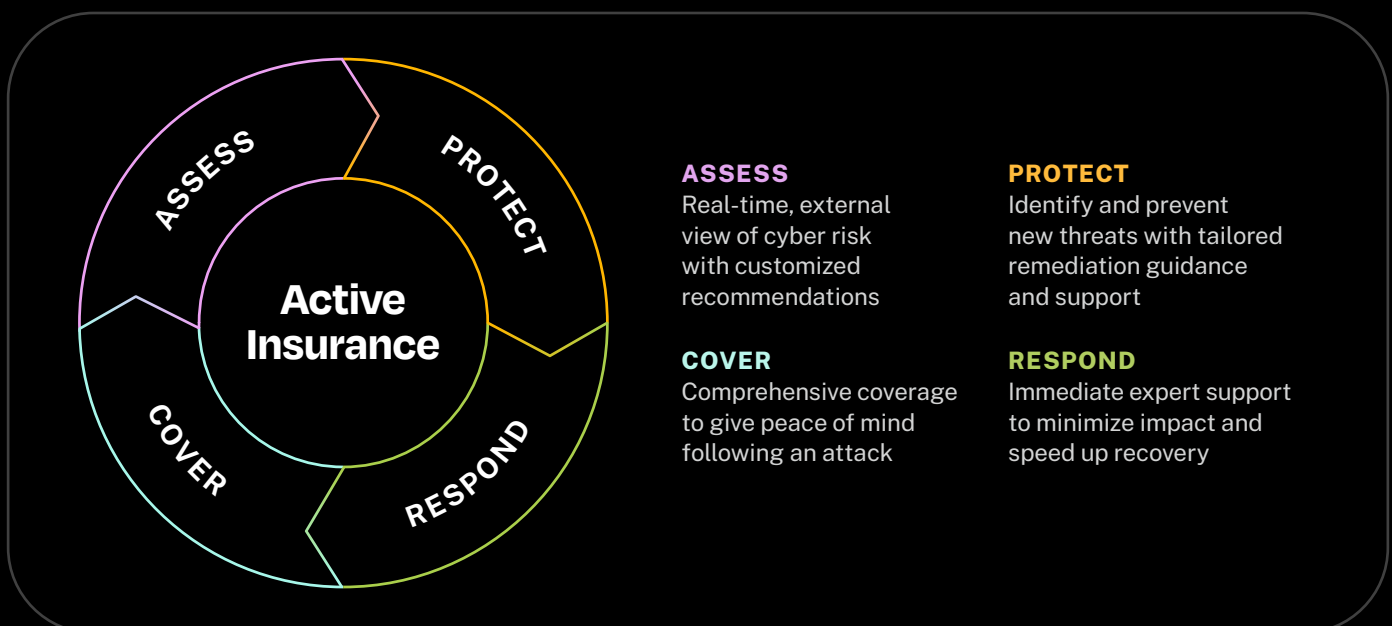 ASSESS
PROTECT
Active
Insurance
COVER
RESPOND
ASSESS
Real-time, external
view of cyber risk
with customized
recommendations
PROTECT
Identify and prevent
new threats with tailored
remediation guidance
and support
COVER
Comprehensive coverage
to give peace of mind
following an attack
RESPOND
Immediate expert support
to minimize impact and
speed up recovery